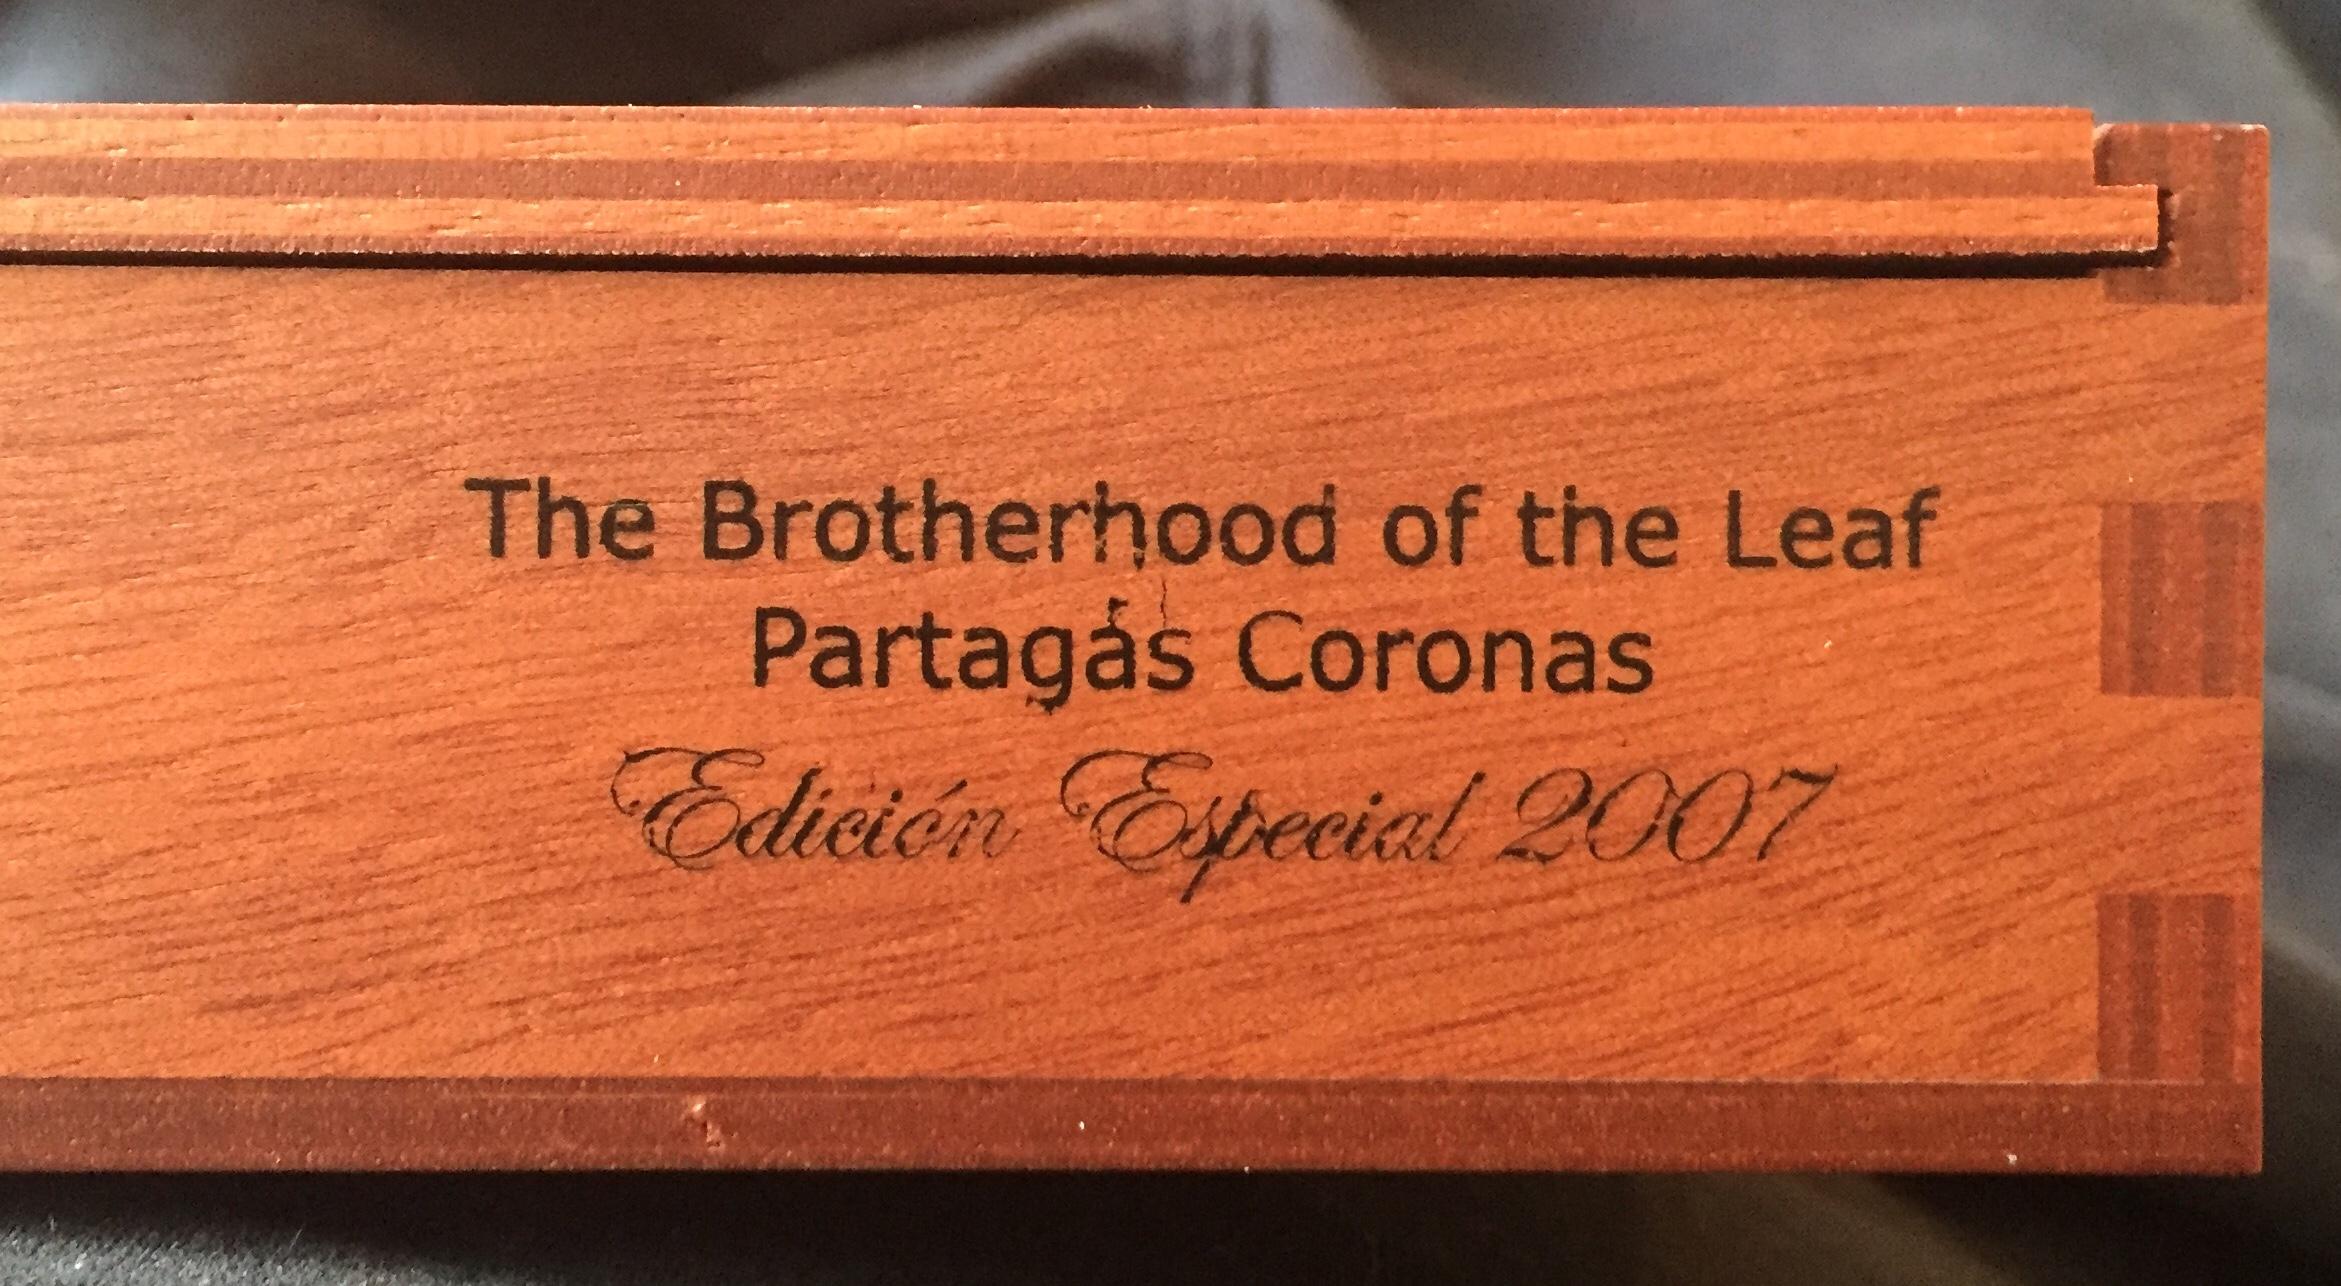 The Brotherhood of the Leaf
Partagás Coronas
Edición Especial 2007